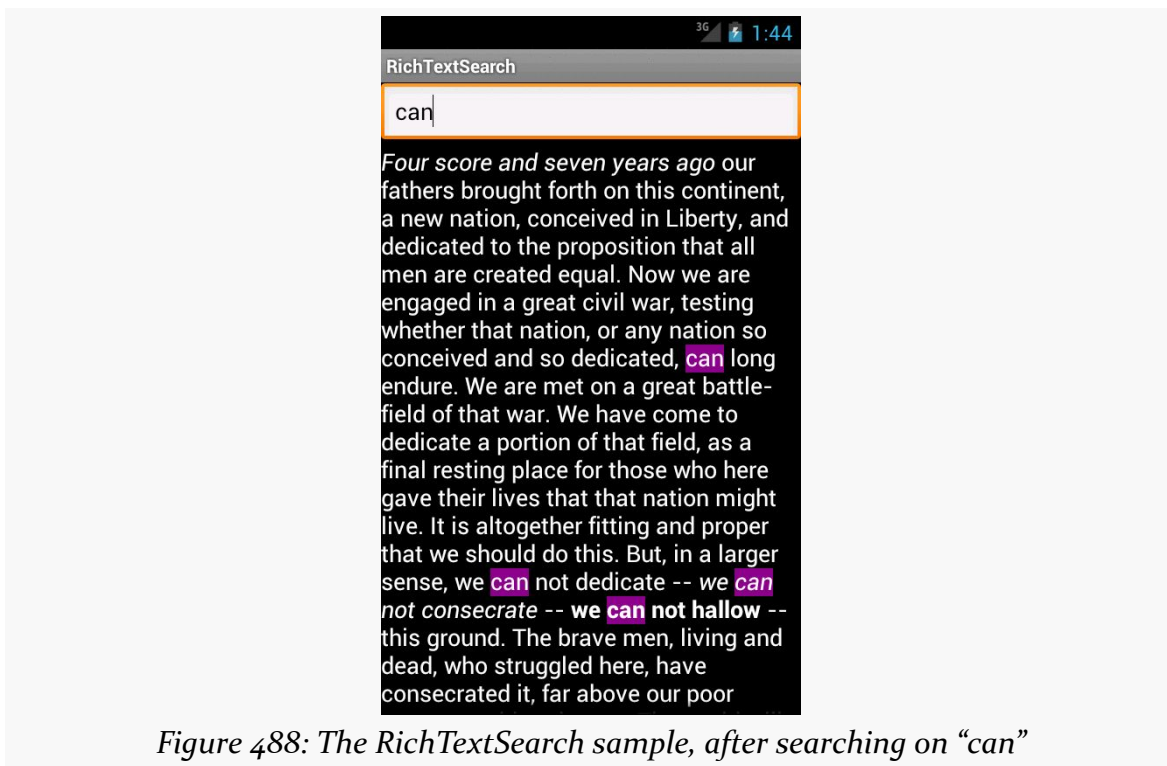 3G 1:44
RichTextSearch
can
Four score and seven years ago our
fathers brought forth on this continent,
a new nation, conceived in Liberty, and
dedicated to the proposition that all
men are created equal. Now we are
engaged in a great civil war, testing
whether that nation, or any nation so
conceived and so dedicated, can long
endure. We are met on a great battle-
field of that war. We have come to
dedicate a portion of that field, as a
final resting place for those who here
gave their lives that that nation might
live. It is altogether fitting and proper
that we should do this. But, in a larger
sense, we can not dedicate -- we can
not consecrate -- we can not hallow --
this ground. The brave men, living and
dead, who struggled here, have
consecrated it, far above our poor
Figure 488: The RichTextSearch sample, after searching on “can”